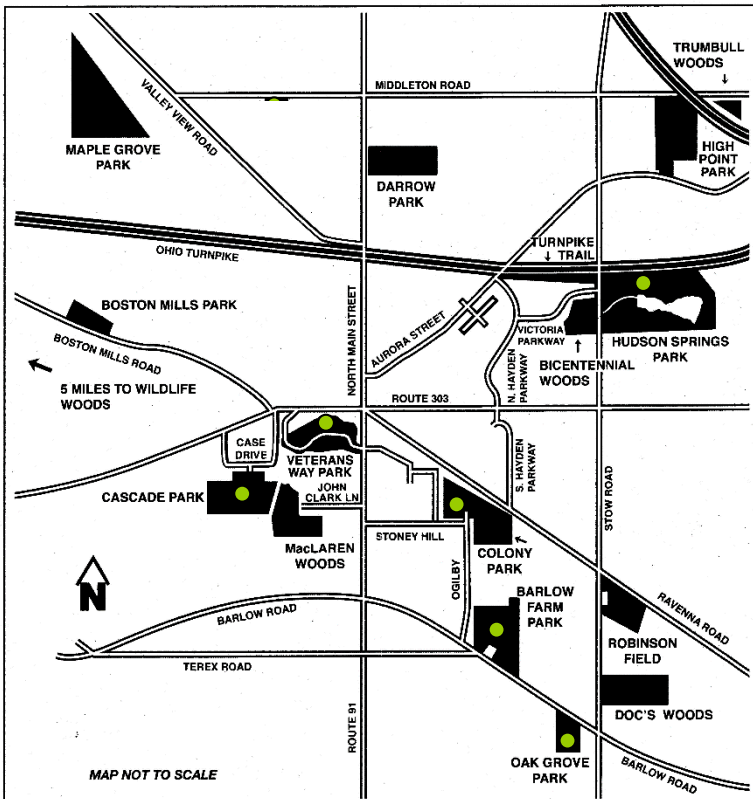 TRUMBULL
WOODS
↓
MIDDLETON ROAD
VALLEY VIEW ROAD
MAPLE GROVE
PARK
DARROW
PARK
HIGH
POINT
PARK
OHIO TURNPIKE
TURNPIKE
↓ TRAIL
BOSTON MILLS PARK
BOSTON MILLS ROAD
NORTH MAIN STREET
AURORA STREET
VICTORIA
PARKWAY
HUDSON SPRINGS
PARK
N. HAYDEN
PARKWAY
↑
BICENTENNIAL
WOODS
←
5 MILES TO WILDLIFE
WOODS
ROUTE 303
CASE
DRIVE
VETERANS
WAY PARK
S. HAYDEN
PARKWAY
STOW ROAD
CASCADE PARK
JOHN
CLARK LN
STONEY HILL
MacLAREN
WOODS
COLONY
PARK
OGILBY
N
BARLOW
FARM
PARK
BARLOW ROAD
RAVENNA ROAD
ROBINSON
FIELD
TEREX ROAD
DOC'S WOODS
ROUTE 91
OAK GROVE
PARK
BARLOW ROAD
MAP NOT TO SCALE